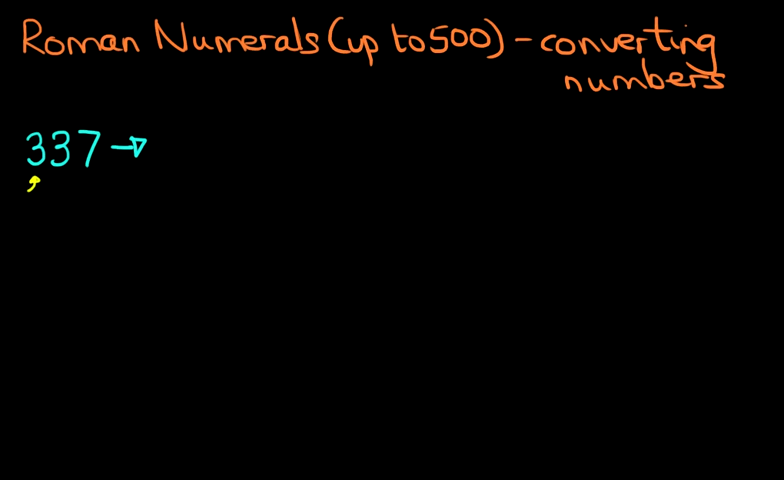 Roman Numerals (up to 500) - converting
numbers
337 →